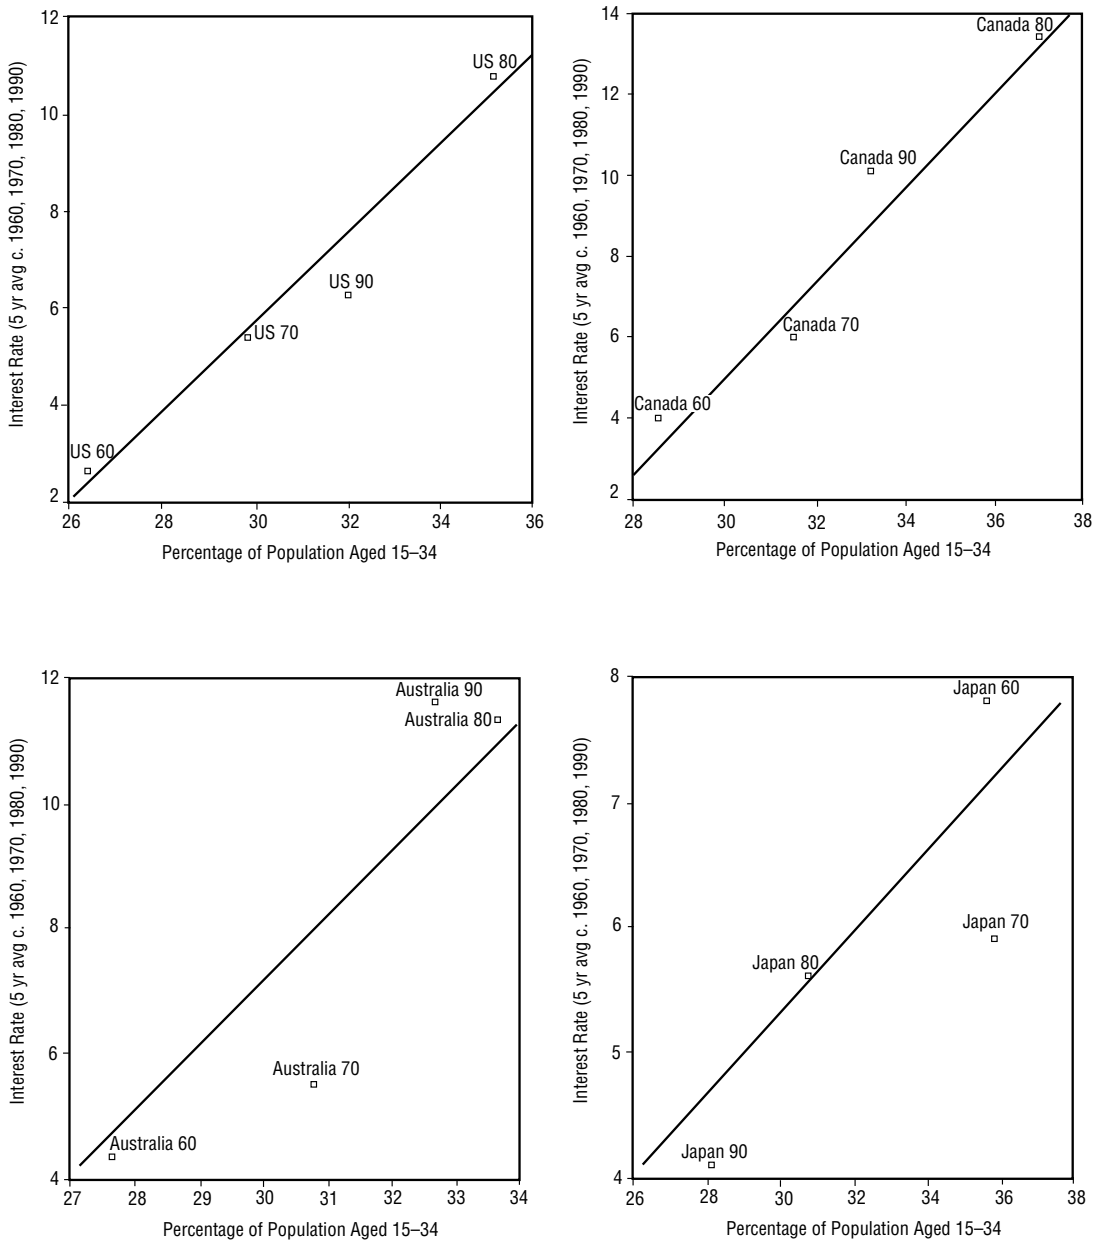 12
10
8
6
4
2
Interest Rate (5 yr avg c. 1960, 1970, 1980, 1990)
US 80
US 90
US 70
US 60
26
28
30
32
34
36
Percentage of Population Aged 15–34
14
12
10
8
6
4
2
Interest Rate (5 yr avg c. 1960, 1970, 1980, 1990)
Canada 80
Canada 90
Canada 70
Canada 60
28
30
32
34
36
38
Percentage of Population Aged 15–34
12
10
8
6
4
Interest Rate (5 yr avg c. 1960, 1970, 1980, 1990)
Australia 90
Australia 80
Australia 70
Australia 60
27
28
29
30
31
32
33
34
Percentage of Population Aged 15–34
8
7
6
5
4
Interest Rate (5 yr avg c. 1960, 1970, 1980, 1990)
Japan 60
Japan 70
Japan 80
Japan 90
26
28
30
32
34
36
38
Percentage of Population Aged 15–34